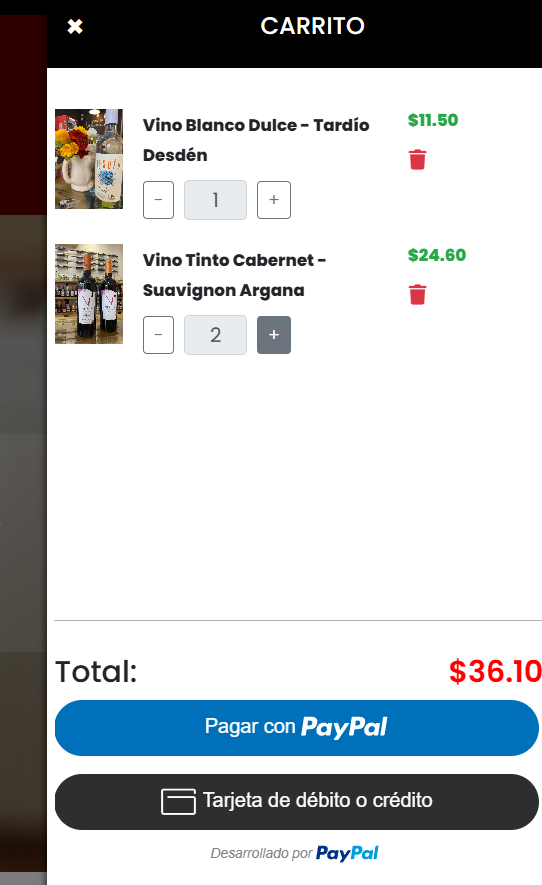 ✖ CARRITO
Vino Blanco Dulce - Tardío
Desdén
$11.50
- 1 +
Vino Tinto Cabernet -
Suavignon Argana
$24.60
- 2 +
Total: $36.10
Pagar con PayPal
Tarjeta de débito o crédito
Desarrollado por PayPal